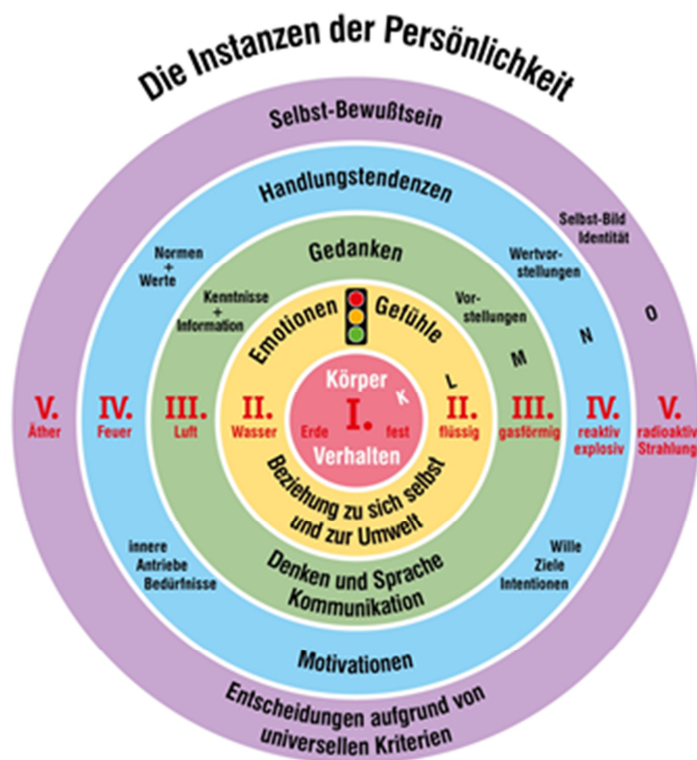 Die Instanzen der Persönlichkeit
Selbst-Bewußtsein
Handlungstendenzen
Selbst-Bild
Identität
Normen
+
Werte
Gedanken
Wertvor-
stellungen
Kenntnisse
+
Information
Vor-
stellungen
Emotionen Gefühle
O
N
M
L
K
Körper
V. IV. III. II. I. II. III. IV. V.
Äther Feuer Luft Wasser Erde fest flüssig gasförmig reaktiv radioaktiv
explosiv Strahlung
Verhalten
Beziehung zu sich selbst
und zur Umwelt
innere
Antriebe
Bedürfnisse
Denken und Sprache
Kommunikation
Wille
Ziele
Intentionen
Motivationen
Entscheidungen aufgrund von
universellen Kriterien